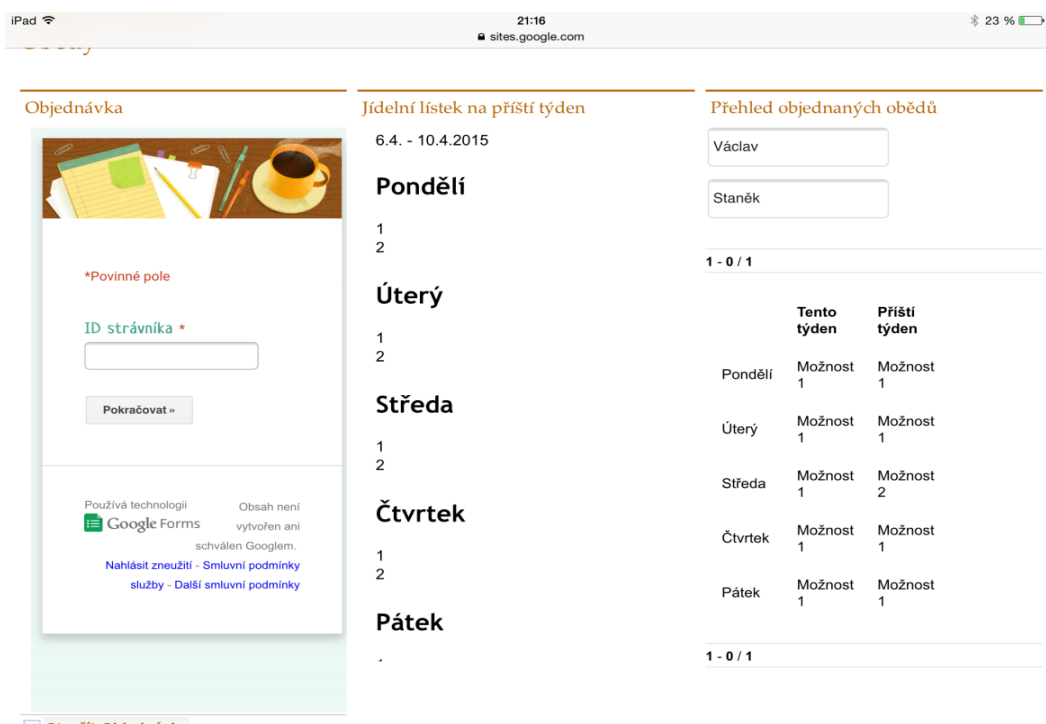 iPad
21:16
23 %
sites.google.com
Objednávka
*Povinné pole
ID strávníka *
Pokračovat »
Používá technologii
Google Forms
Obsah není
vytvořen ani
schválen Googlem.
Nahlásit zneužití - Smluvní podmínky
služby - Další smluvní podmínky
Jídelní lístek na příští týden
6.4. - 10.4.2015
Pondělí
1
2
Úterý
1
2
Středa
1
2
Čtvrtek
1
2
Pátek
Přehled objednaných obědů
Václav
Staněk
1 - 0 / 1
Tento týden
Příští týden
Pondělí Možnost 1 Možnost 1
Úterý Možnost 1 Možnost 1
Středa Možnost 1 Možnost 2
Čtvrtek Možnost 1 Možnost 1
Pátek Možnost 1 Možnost 1
1 - 0 / 1